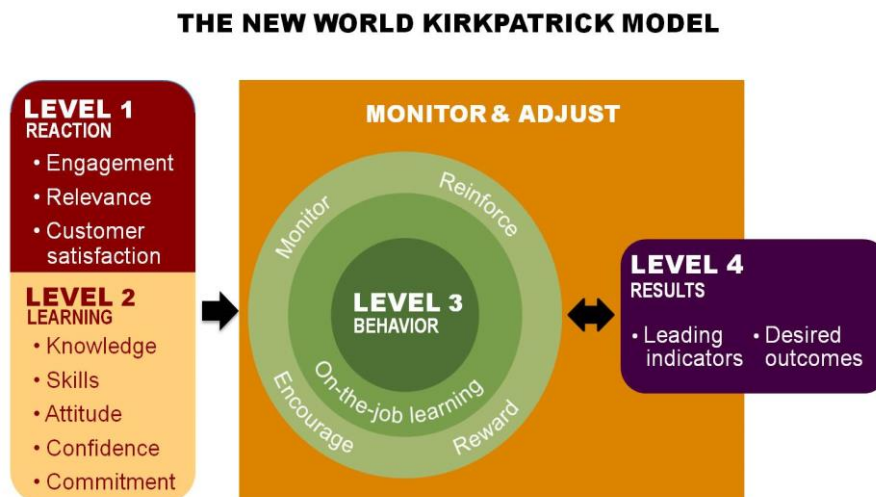 THE NEW WORLD KIRKPATRICK MODEL
LEVEL 1
REACTION
• Engagement
• Relevance
• Customer
satisfaction
LEVEL 2
LEARNING
• Knowledge
• Skills
• Attitude
• Confidence
• Commitment
MONITOR & ADJUST
Monitor
Reinforce
Encourage
Reward
On-the-job learning
LEVEL 3
BEHAVIOR
LEVEL 4
RESULTS
• Leading
indicators
• Desired
outcomes